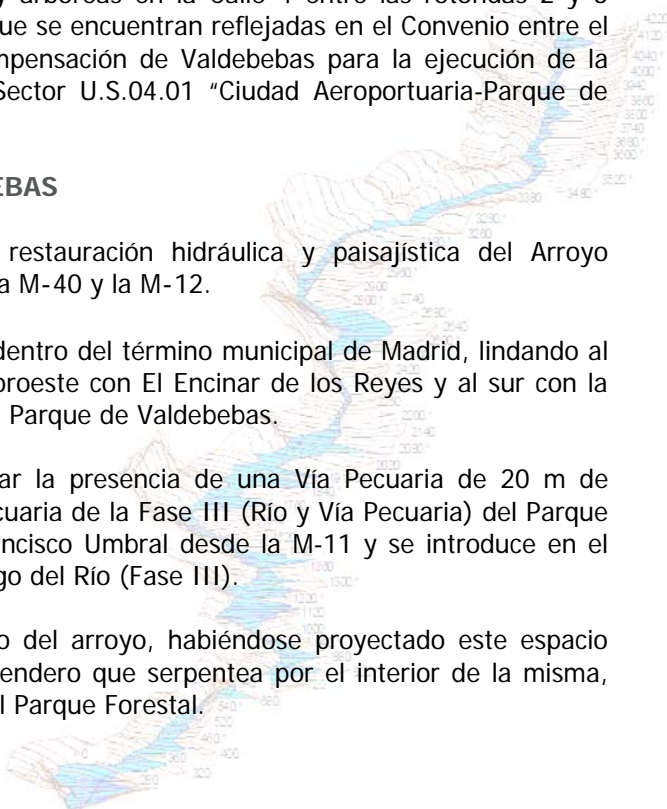 y arbóreas en la Calle 4 entre las rotondas 2 y
que se encuentran reflejadas en el Convenio entre el
mpensación de Valdebebas para la ejecución de la
Sector U.S.04.01 “Ciudad Aeroportuaria-Parque de
EBAS
restauración hidráulica y paisajística del Arroyo
a M-40 y la M-12.
dentro del término municipal de Madrid, lindando al
oroeste con El Encinar de los Reyes y al sur con la
Parque de Valdebebas.
ar la presencia de una Vía Pecuaria de 20 m de
cuaria de la Fase III (Río y Vía Pecuaria) del Parque
ncisco Umbral desde la M-11 y se introduce en el
go del Río (Fase III).
o del arroyo, habiéndose proyectado este espacio
endero que serpentea por el interior de la misma,
l Parque Forestal.